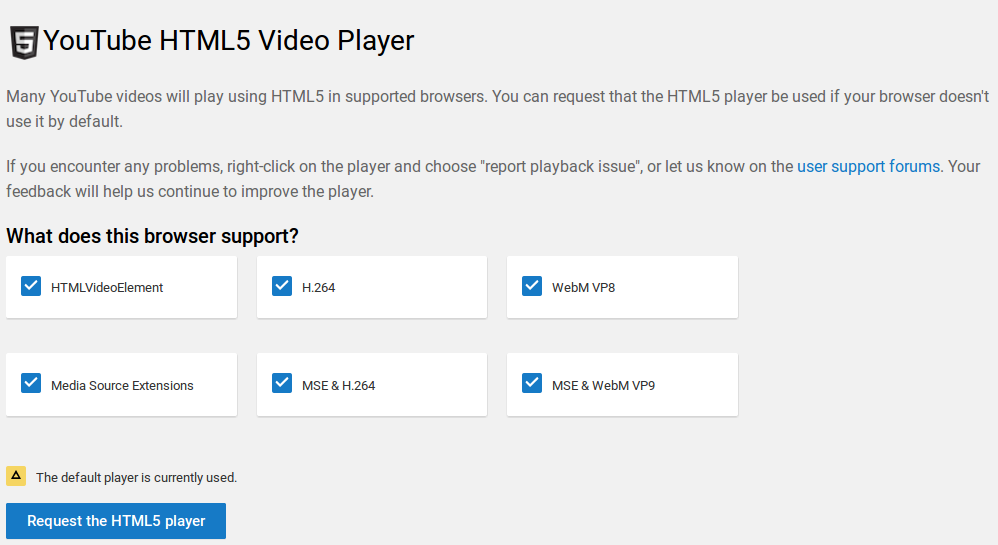 5 YouTube HTML5 Video Player
Many YouTube videos will play using HTML5 in supported browsers. You can request that the HTML5 player be used if your browser doesn't
use it by default.
If you encounter any problems, right-click on the player and choose "report playback issue", or let us know on the user support forums. Your
feedback will help us continue to improve the player.
What does this browser support?
HTMLVideoElement
H.264
WebM VP8
Media Source Extensions
MSE & H.264
MSE & WebM VP9
The default player is currently used.
Request the HTML5 player